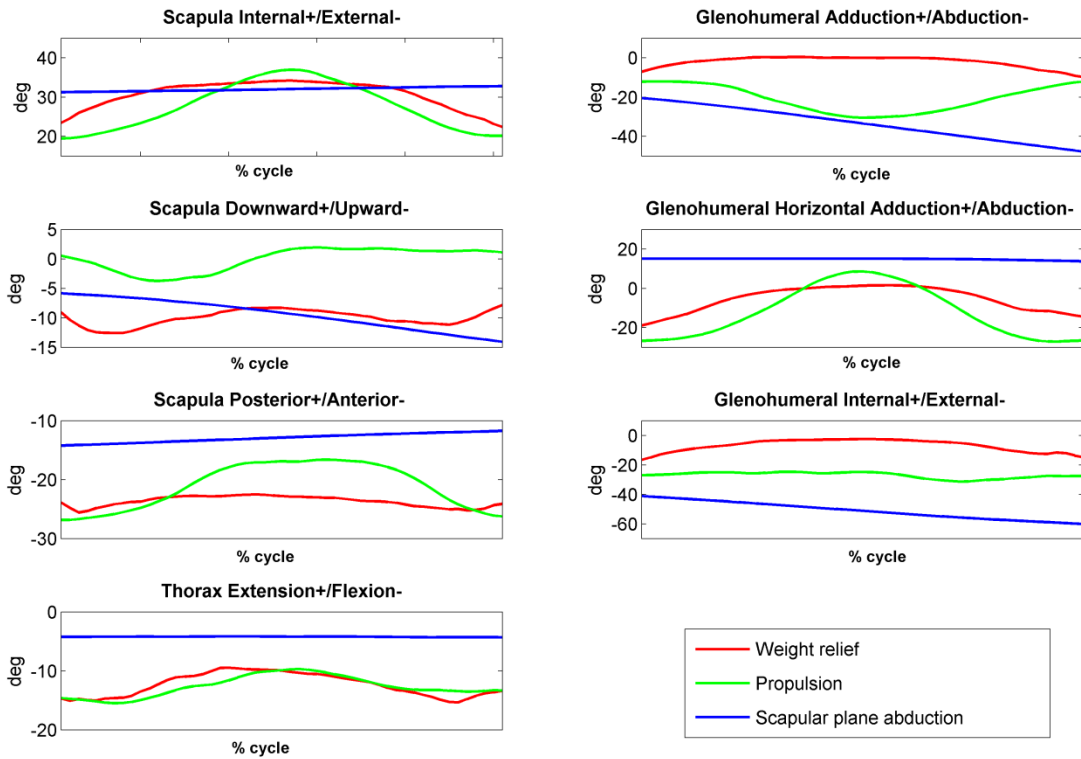 Scapula Internal+/External-
40
30
20
deg
% cycle
Scapula Downward+/Upward-
5
0
-5
-10
-15
deg
% cycle
Scapula Posterior+/Anterior-
-10
-20
-30
deg
% cycle
Thorax Extension+/Flexion-
0
-10
-20
deg
% cycle
Glenohumeral Adduction+/Abduction-
0
-20
-40
deg
% cycle
Glenohumeral Horizontal Adduction+/Abduction-
20
0
-20
deg
% cycle
Glenohumeral Internal+/External-
0
-20
-40
-60
deg
% cycle
Weight relief
Propulsion
Scapular plane abduction